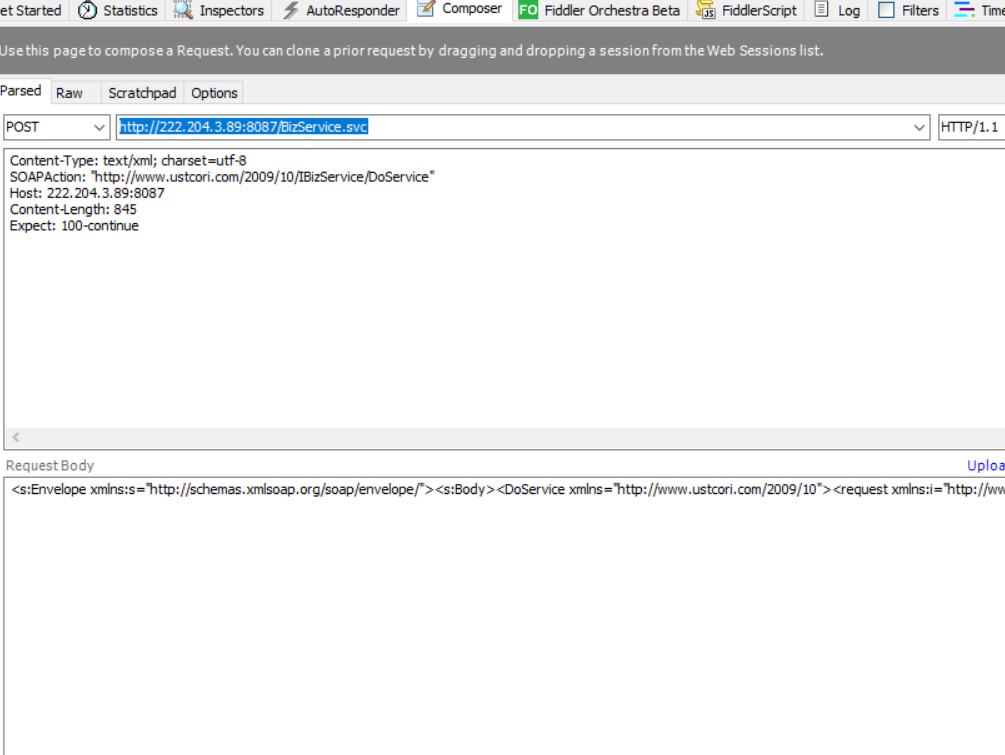 et Started Statistics Inspectors AutoResponder Composer FO Fiddler Orchestra Beta JS FiddlerScript Log Filters Time
Use this page to compose a Request. You can clone a prior request by dragging and dropping a session from the Web Sessions list.
Parsed Raw Scratchpad Options
POST http://222.204.3.89:8087/BizService.svc HTTP/1.1
Content-Type: text/xml; charset=utf-8
SOAPAction: "http://www.ustcori.com/2009/10/IBizService/DoService"
Host: 222.204.3.89:8087
Content-Length: 845
Expect: 100-continue
Request Body Uploa
<s:Envelope xmlns:s="http://schemas.xmlsoap.org/soap/envelope/"><s:Body><DoService xmlns="http://www.ustcori.com/2009/10"><request xmlns:i="http://ww